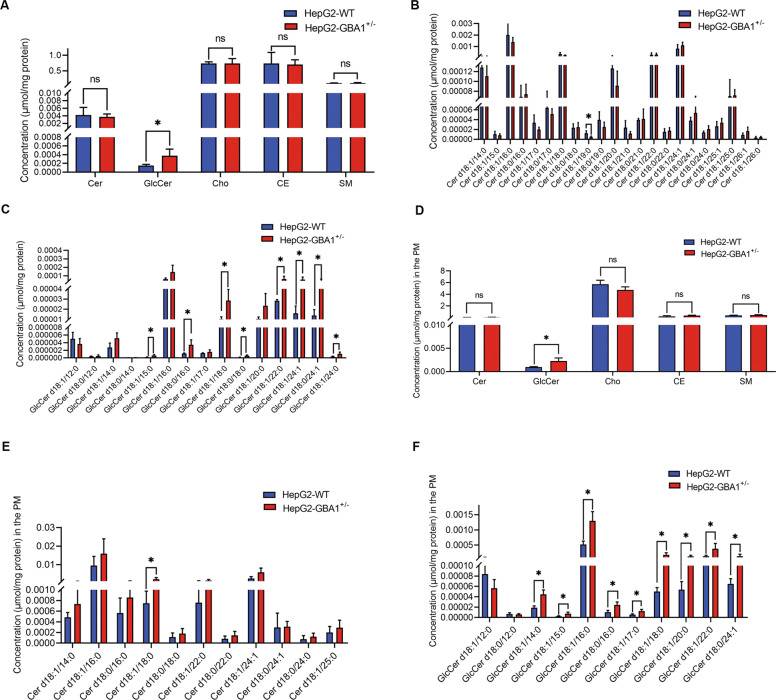 A
HepG2-WT
HepG2-GBA1+/-
Concentration (μmol/mg protein)
1.0
0.5
0.010
0.008
0.006
0.004
0.002
0.0008
0.0006
0.0004
0.0002
0.0000
ns
*
ns
ns
ns
Cer
GlcCer
Cho
CE
SM
B
HepG2-WT
HepG2-GBA1+/-
Concentration (μmol/mg protein)
0.003
0.002
0.001
0.00012
0.00010
0.00008
0.00006
0.00004
0.00002
0.00000
*
Cer d18:1/14:0
Cer d18:1/15:0
Cer d18:1/16:0
Cer d18:0/16:0
Cer d18:1/17:0
Cer d18:0/17:0
Cer d18:1/18:0
Cer d18:0/18:0
Cer d18:1/19:0
Cer d18:0/19:0
Cer d18:1/20:0
Cer d18:1/21:0
Cer d18:0/21:0
Cer d18:1/22:0
Cer d18:0/22:0
Cer d18:1/24:1
Cer d18:0/24:1
Cer d18:0/24:0
Cer d18:1/25:1
Cer d18:1/25:0
Cer d18:1/26:1
Cer d18:1/26:0
C
HepG2-WT
HepG2-GBA1+/-
Concentration (μmol/mg protein)
0.0004
0.0003
0.0002
0.0001
0.00004
0.00003
0.00002
0.00001
0.000008
0.000006
0.000004
0.000002
0.000000
*
*
*
*
*
*
*
*
GlcCer d18:1/12:0
GlcCer d18:0/12:0
GlcCer d18:1/14:0
GlcCer d18:0/14:0
GlcCer d18:1/15:0
GlcCer d18:1/16:0
GlcCer d18:0/16:0
GlcCer d18:1/17:0
GlcCer d18:1/18:0
GlcCer d18:0/18:0
GlcCer d18:1/20:0
GlcCer d18:1/22:0
GlcCer d18:1/24:1
GlcCer d18:0/24:1
GlcCer d18:1/24:0
D
HepG2-WT
HepG2-GBA1+/-
Concentration (μmol/mg protein) in the PM
8
6
4
2
0.010
0.005
0.000
ns
*
ns
ns
ns
Cer
GlcCer
Cho
CE
SM
E
HepG2-WT
HepG2-GBA1+/-
Concentration (μmol/mg protein) in the PM
0.03
0.02
0.01
0.0010
0.0008
0.0006
0.0004
0.0002
0.0000
*
Cer d18:1/14:0
Cer d18:1/16:0
Cer d18:0/16:0
Cer d18:1/18:0
Cer d18:0/18:0
Cer d18:1/22:0
Cer d18:0/22:0
Cer d18:1/24:1
Cer d18:0/24:1
Cer d18:0/24:0
Cer d18:1/25:0
F
HepG2-WT
HepG2-GBA1+/-
Concentration (μmol/mg protein) in the PM
0.0015
0.0010
0.0005
0.00010
0.00008
0.00006
0.00004
0.00002
0.00000
*
*
*
*
*
*
*
*
*
GlcCer d18:1/12:0
GlcCer d18:0/12:0
GlcCer d18:1/14:0
GlcCer d18:1/15:0
GlcCer d18:1/16:0
GlcCer d18:0/16:0
GlcCer d18:1/17:0
GlcCer d18:1/18:0
GlcCer d18:1/20:0
GlcCer d18:1/22:0
GlcCer d18:0/24:1